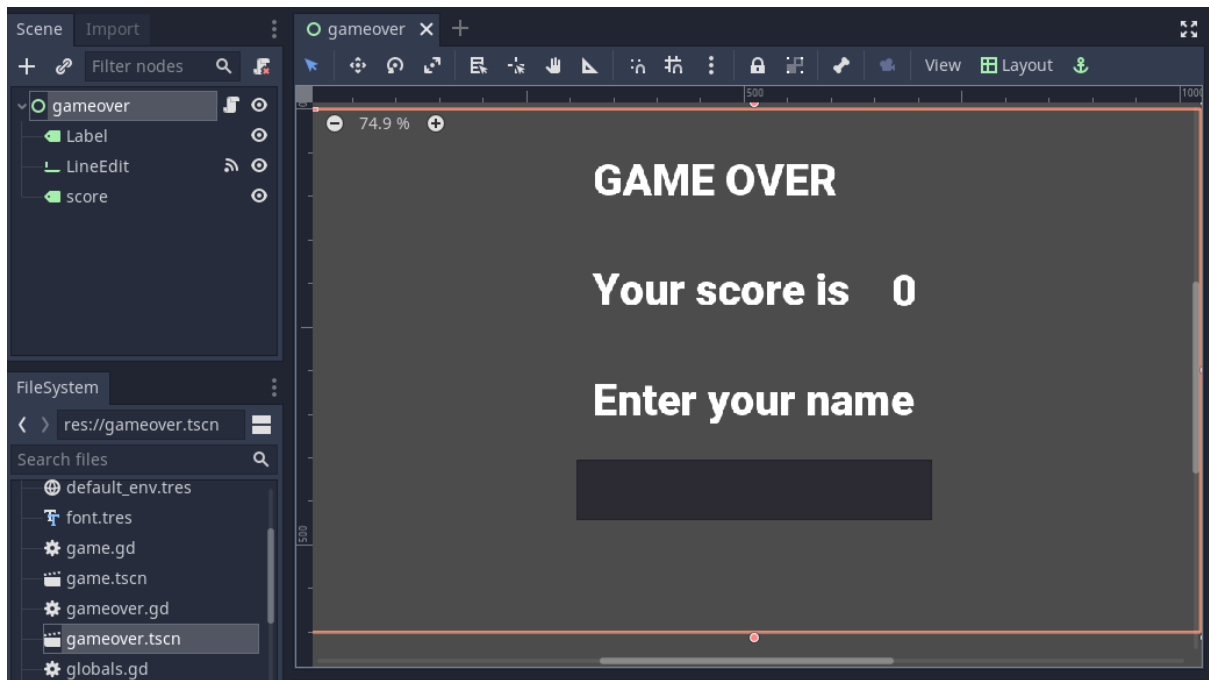 Scene Import
gameover
Filter nodes
View Layout
gameover
Label
LineEdit
score
500 1000
74.9 %
GAME OVER
Your score is 0
Enter your name
500
FileSystem
res://gameover.tscn
Search files
default_env.tres
font.tres
game.gd
game.tscn
gameover.gd
gameover.tscn
globals.gd